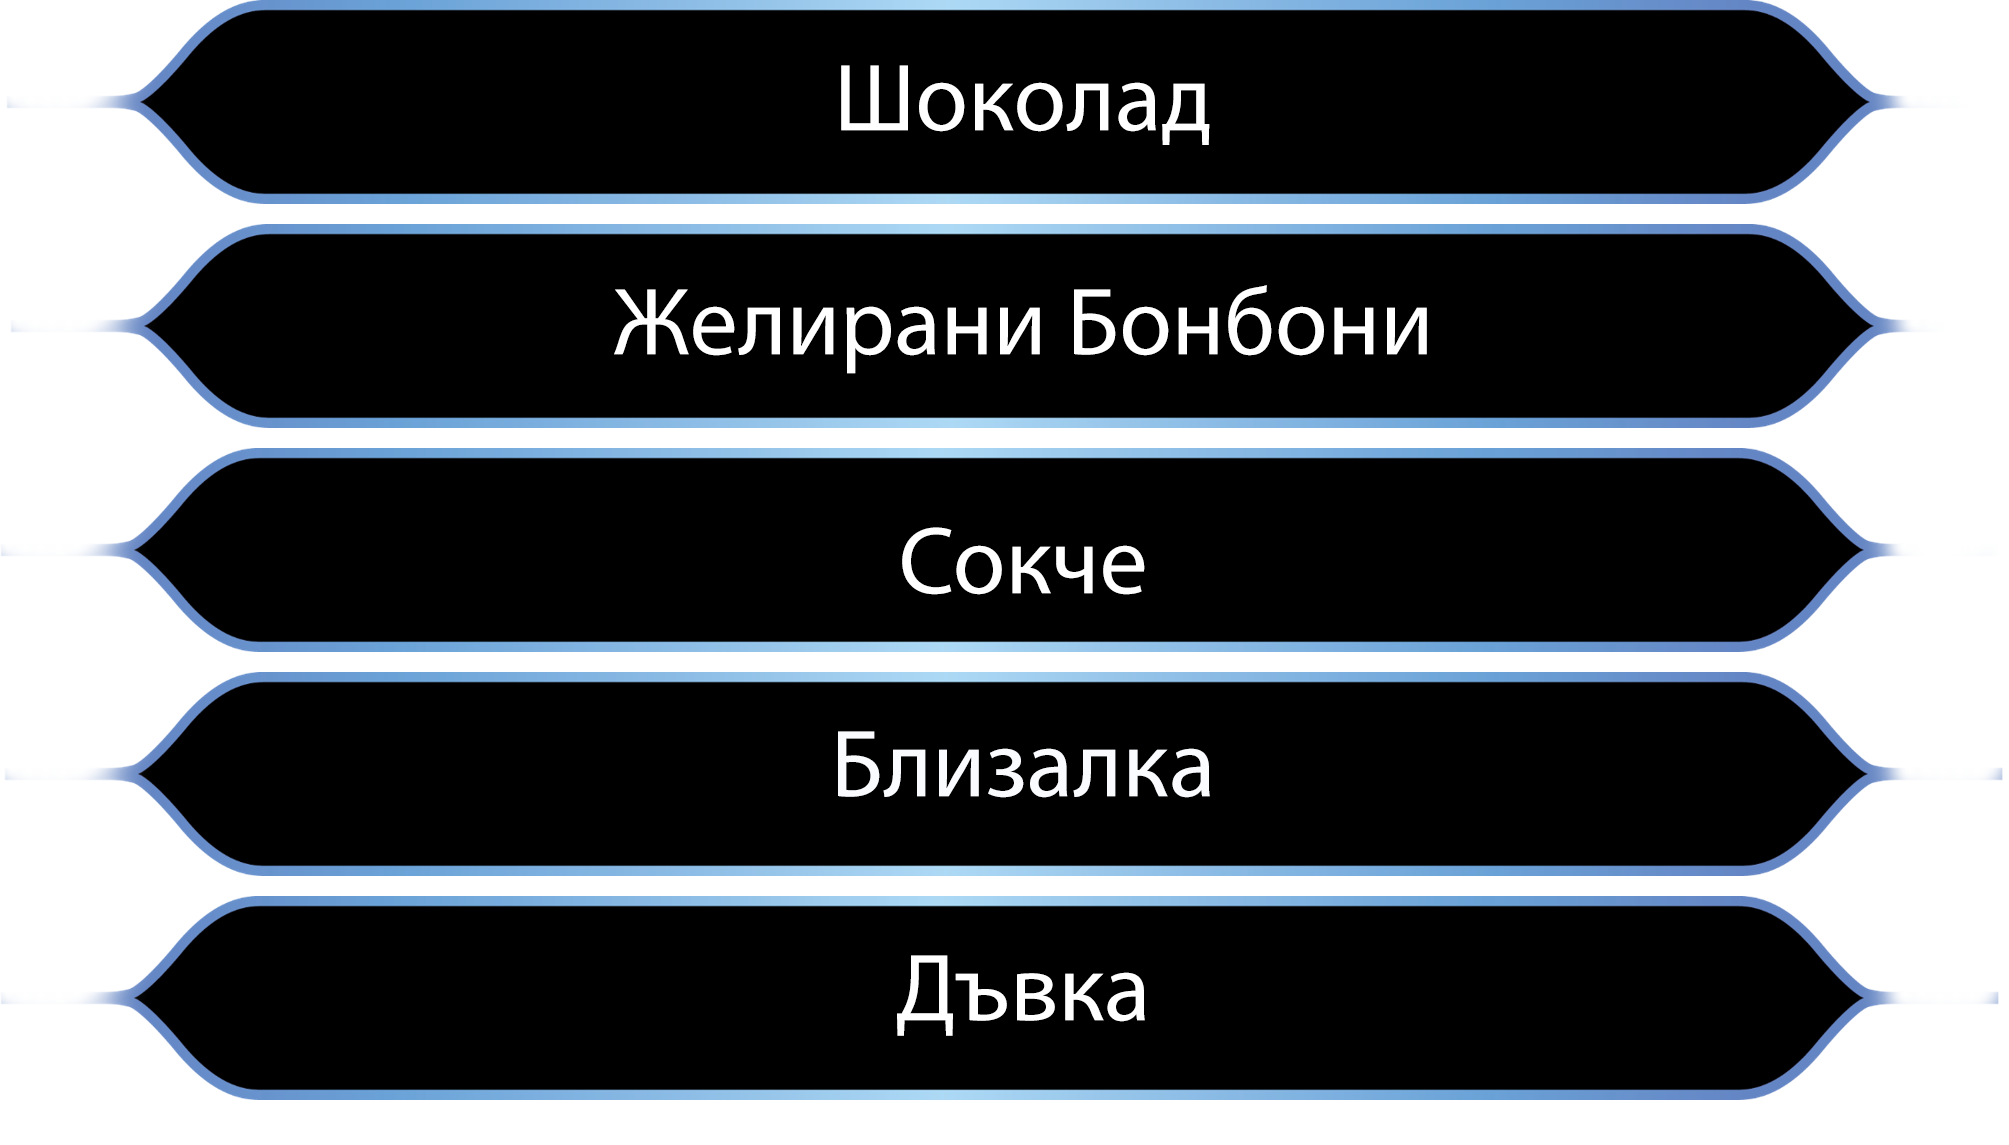 Шоколад
Желирани Бонбони
Сокче
Близалка
Дъвка